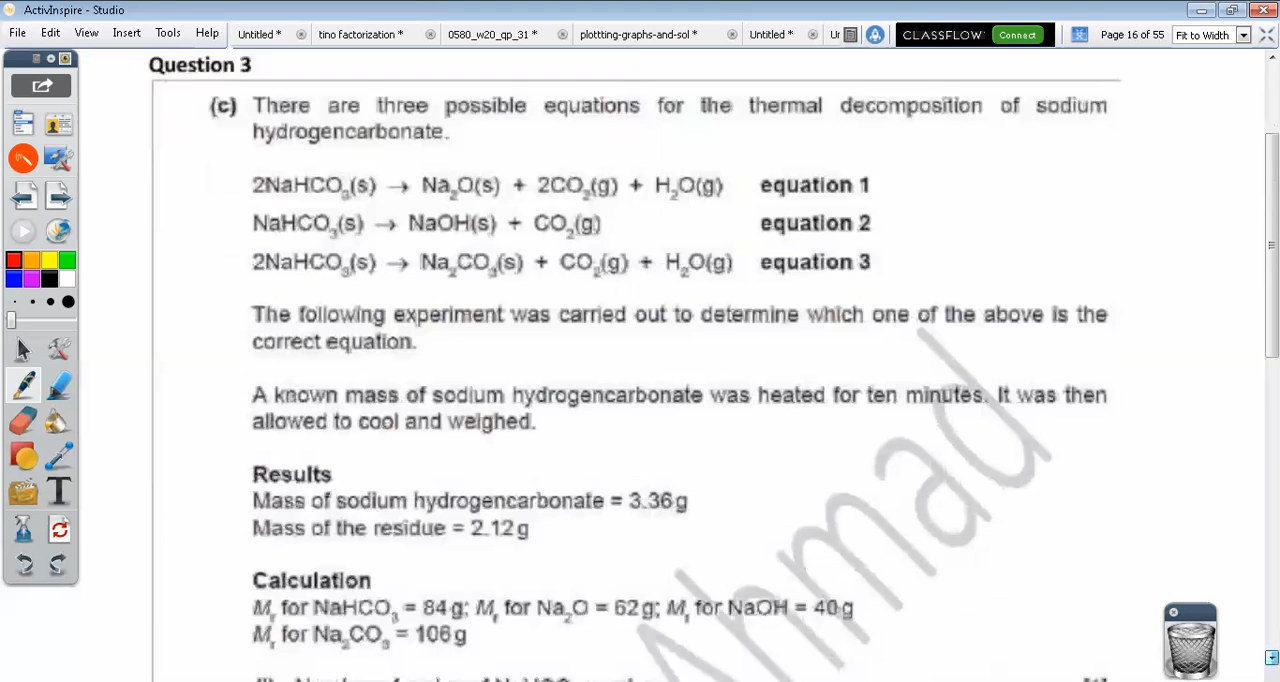 ActivInspire - Studio
File Edit View Insert Tools Help Untitled * tino factorization * 0580_w20_qp_31 * plottting-graphs-and-sol * Untitled * Ur CLASSFLOW Connect Page 16 of 55 Fit to Width
Question 3
(c) There are three possible equations for the thermal decomposition of sodium
hydrogencarbonate.
2NaHCO₃(s) → Na₂O(s) + 2CO₂(g) + H₂O(g) equation 1
NaHCO₃(s) → NaOH(s) + CO₂(g) equation 2
2NaHCO₃(s) → Na₂CO₃(s) + CO₂(g) + H₂O(g) equation 3
The following experiment was carried out to determine which one of the above is the
correct equation.
A known mass of sodium hydrogencarbonate was heated for ten minutes. It was then
allowed to cool and weighed.
Results
Mass of sodium hydrogencarbonate = 3.36 g
Mass of the residue = 2.12 g
Calculation
Mᵣ for NaHCO₃ = 84 g; Mᵣ for Na₂O = 62 g; Mᵣ for NaOH = 40 g
Mᵣ for Na₂CO₃ = 106 g
Ahmad